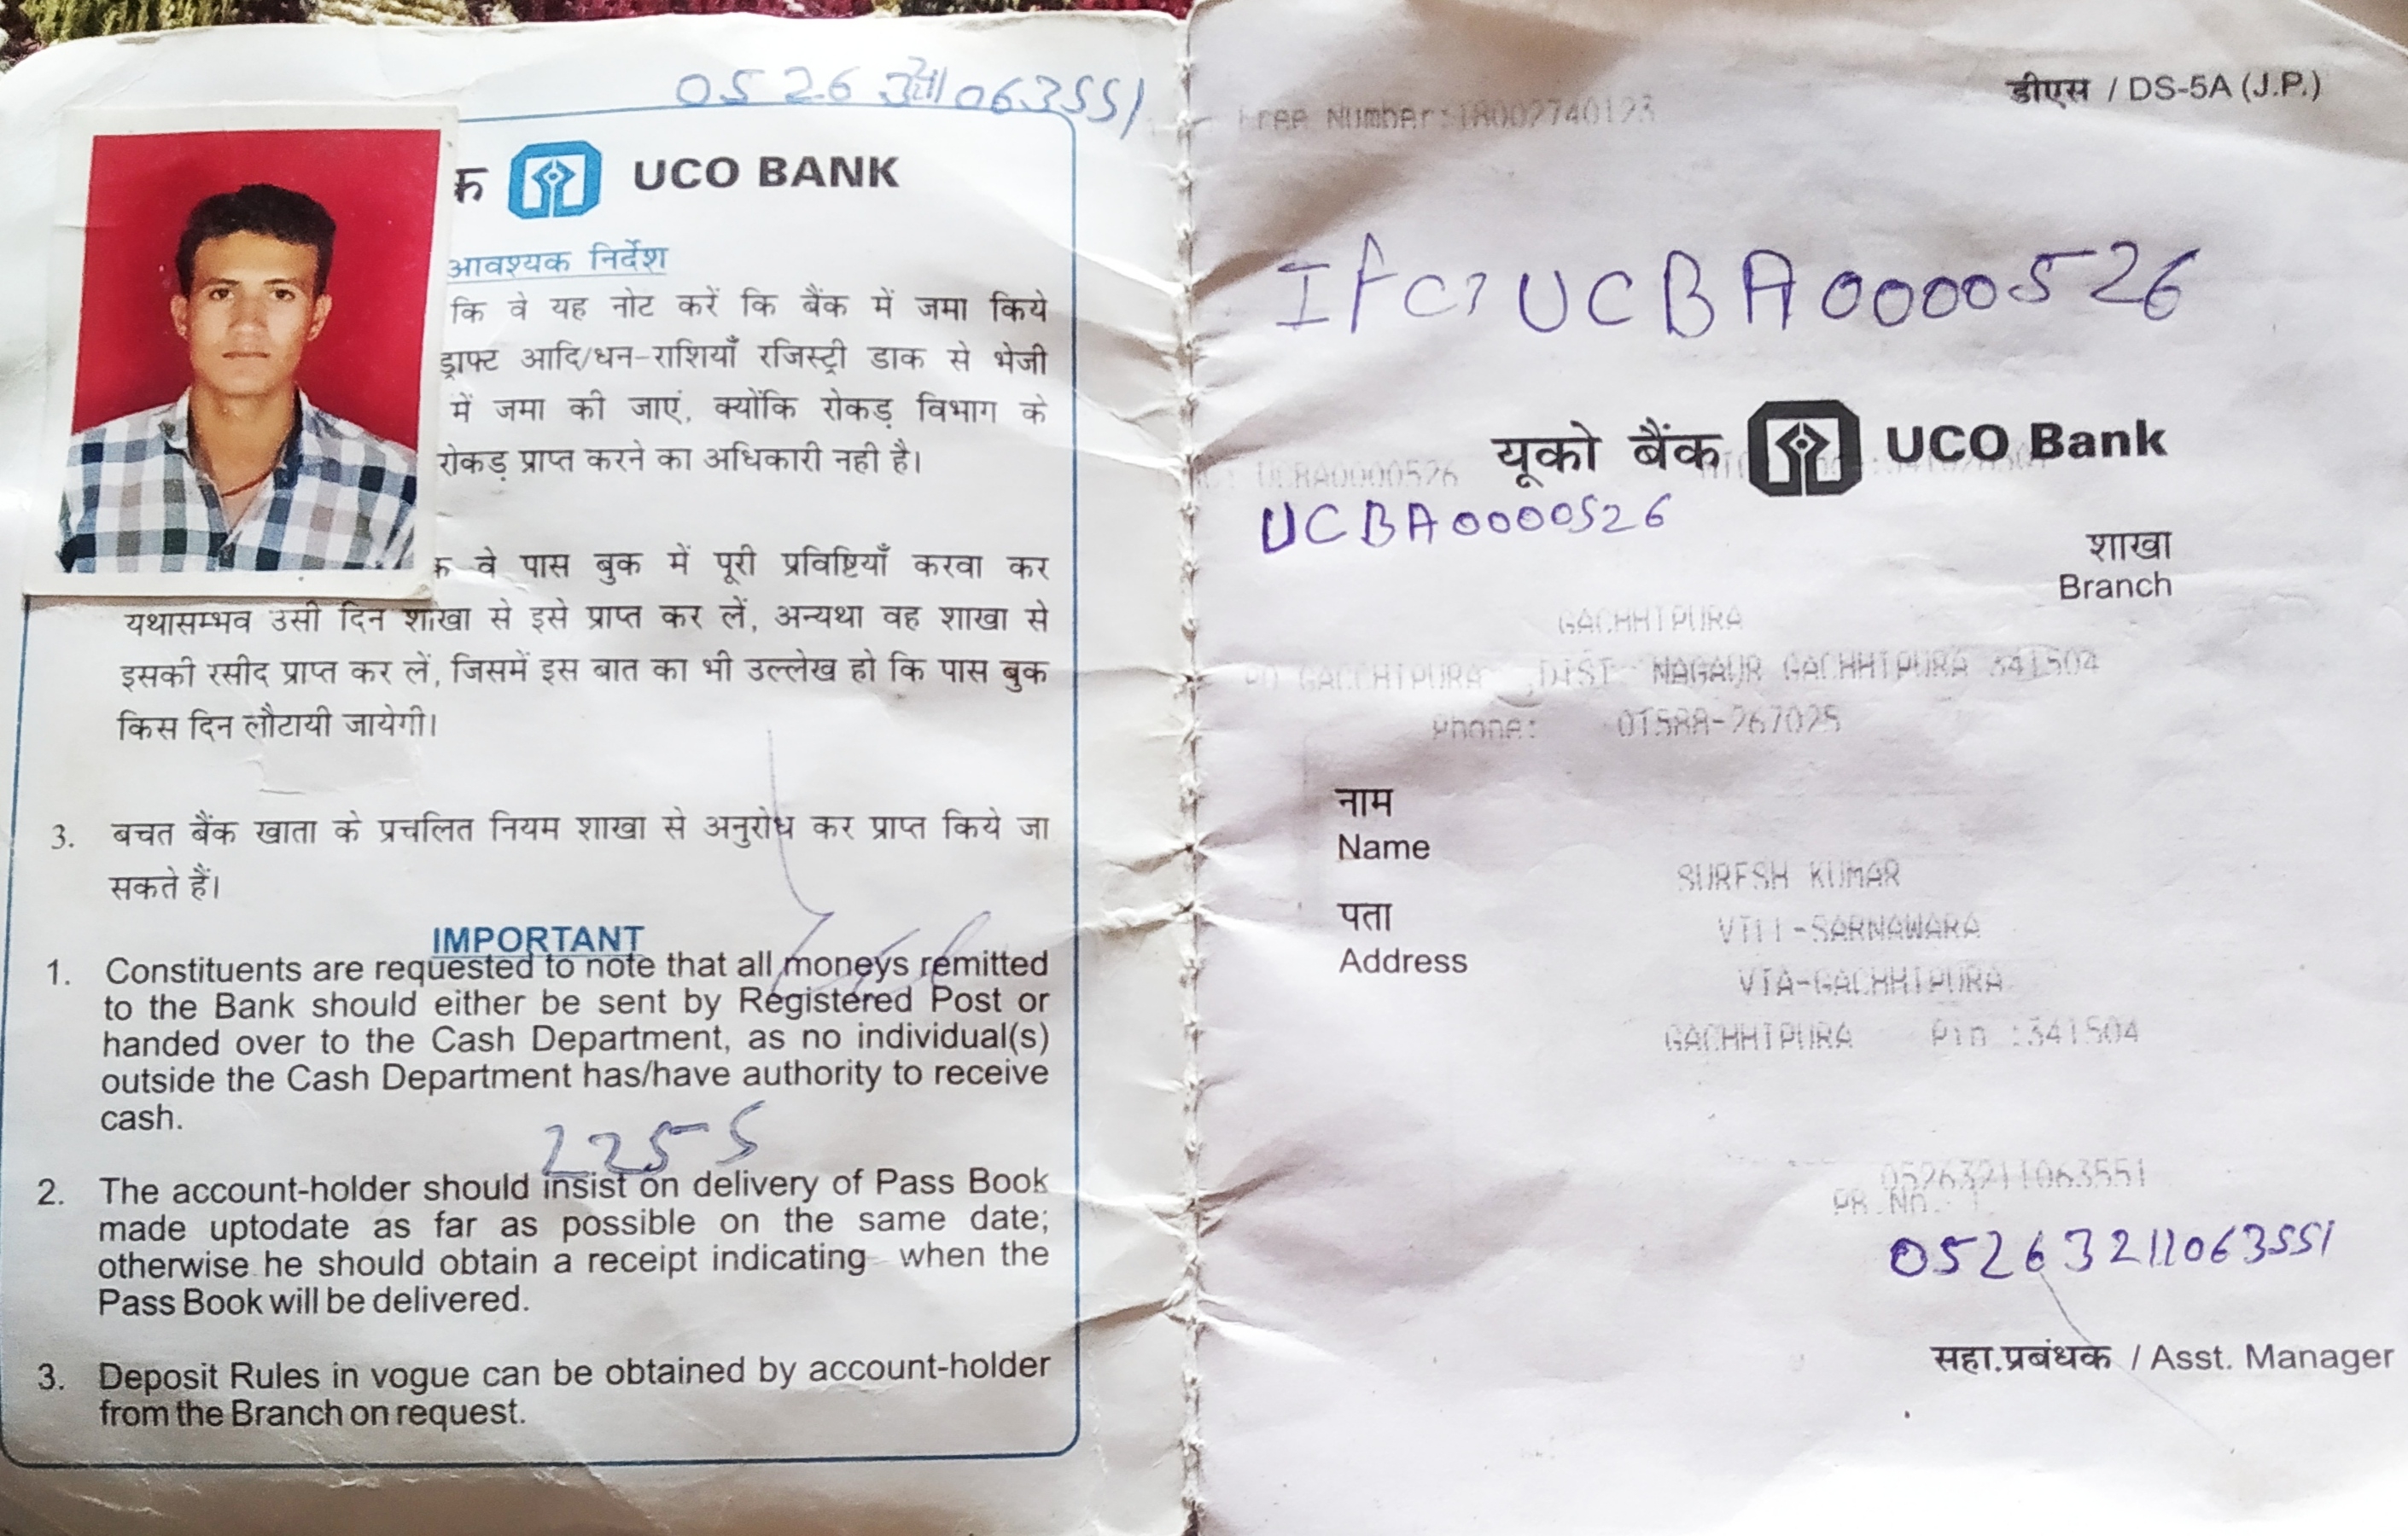 05263211063551
क UCO BANK
आवश्यक निर्देश
कि वे यह नोट करें कि बैंक में जमा किये
ड्राफ्ट आदि/धन-राशियाँ रजिस्ट्री डाक से भेजी
में जमा की जाएं, क्योंकि रोकड़ विभाग के
रोकड़ प्राप्त करने का अधिकारी नही है।
क वे पास बुक में पूरी प्रविष्टियाँ करवा कर
यथासम्भव उसी दिन शाखा से इसे प्राप्त कर लें, अन्यथा वह शाखा से
इसकी रसीद प्राप्त कर लें, जिसमें इस बात का भी उल्लेख हो कि पास बुक
किस दिन लौटायी जायेगी।
3. बचत बैंक खाता के प्रचलित नियम शाखा से अनुरोध कर प्राप्त किये जा
सकते हैं।
IMPORTANT
1. Constituents are requested to note that all moneys remitted
to the Bank should either be sent by Registered Post or
handed over to the Cash Department, as no individual(s)
outside the Cash Department has/have authority to receive
cash.
2255
2. The account-holder should insist on delivery of Pass Book
made uptodate as far as possible on the same date;
otherwise he should obtain a receipt indicating when the
Pass Book will be delivered.
3. Deposit Rules in vogue can be obtained by account-holder
from the Branch on request.
डीएस / DS-5A (J.P.)
Free Number:18002740123
UCBA0000526
यूको बैंक UCO Bank
UCBA0000526
UCBA0000526
शाखा
Branch
GACHHIPURA
PO GACCHIPURA ,DIST NAGAUR GACHHIPURA 341504
Phone: 01588-267025
नाम
Name
SURESH KUMAR
पता
Address
VILL-SARNAWARA
VIA-GACHHIPURA
GACHHIPURA Pin :341504
05263211063551
PB No. 1
05263211063551
सहा.प्रबंधक / Asst. Manager